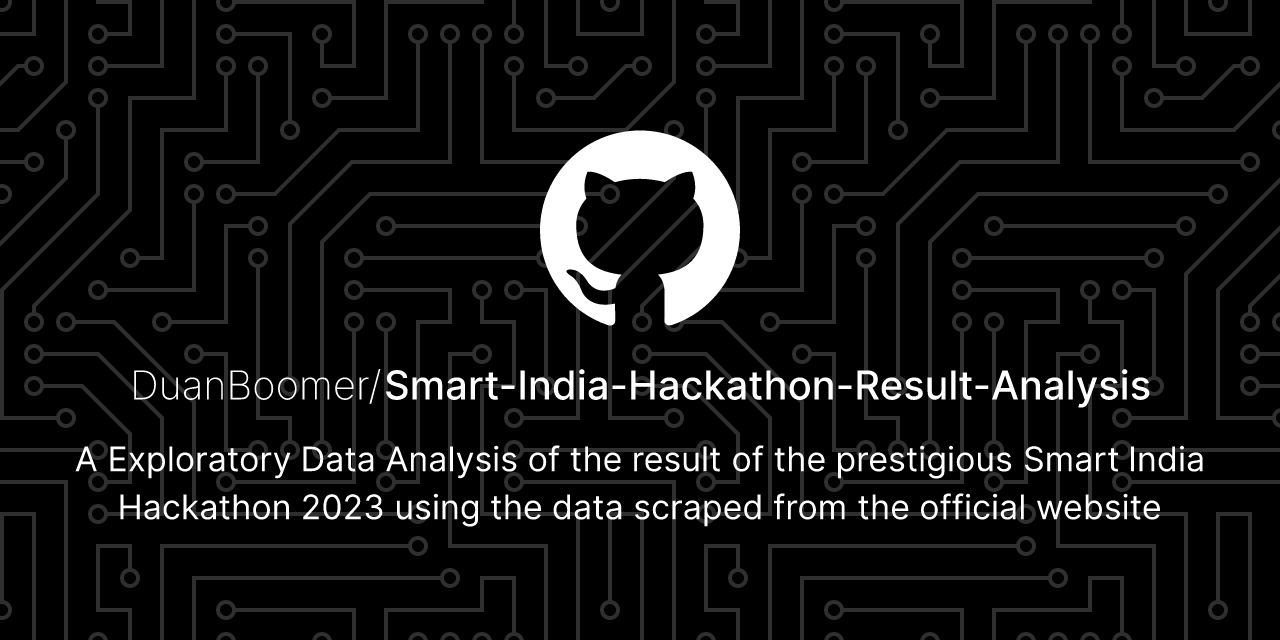 DuanBoomer/Smart-India-Hackathon-Result-Analysis
A Exploratory Data Analysis of the result of the prestigious Smart India
Hackathon 2023 using the data scraped from the official website